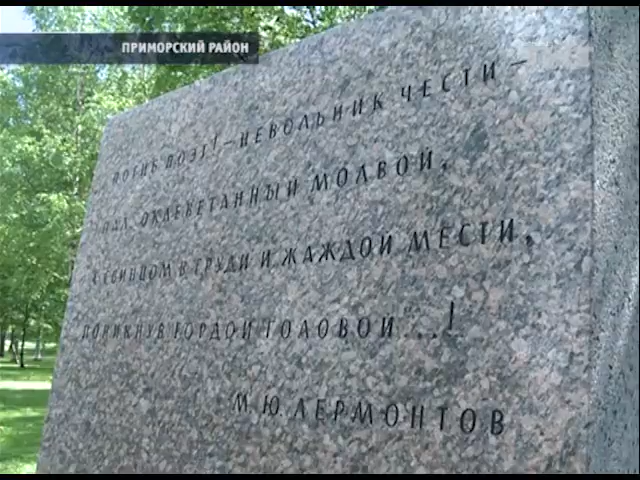 ПРИМОРСКИЙ РАЙОН
ПОГИБ ПОЭТ! – НЕВОЛЬНИК ЧЕСТИ –
ПАЛ, ОКЛЕВЕТАННЫЙ МОЛВОЙ,
С СВИНЦОМ В ГРУДИ И ЖАЖДОЙ МЕСТИ,
ПОНИКНУВ ГОРДОЙ ГОЛОВОЙ...!
М.Ю. ЛЕРМОНТОВ